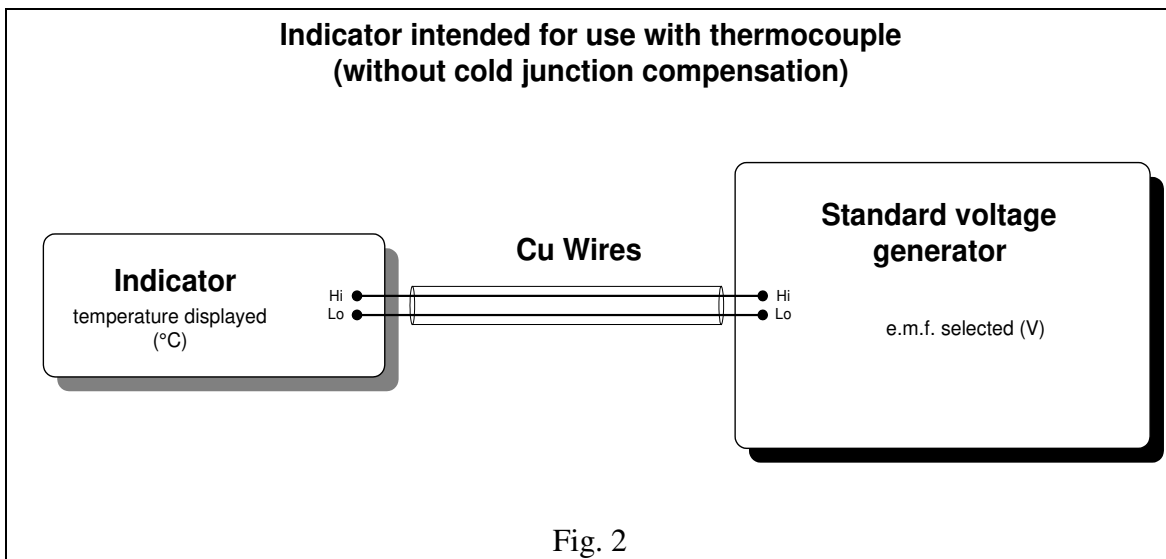 Indicator intended for use with thermocouple
(without cold junction compensation)
Standard voltage
generator
Cu Wires
Indicator
temperature displayed
(°C)
Hi
Lo
Hi
Lo
e.m.f. selected (V)
Fig. 2